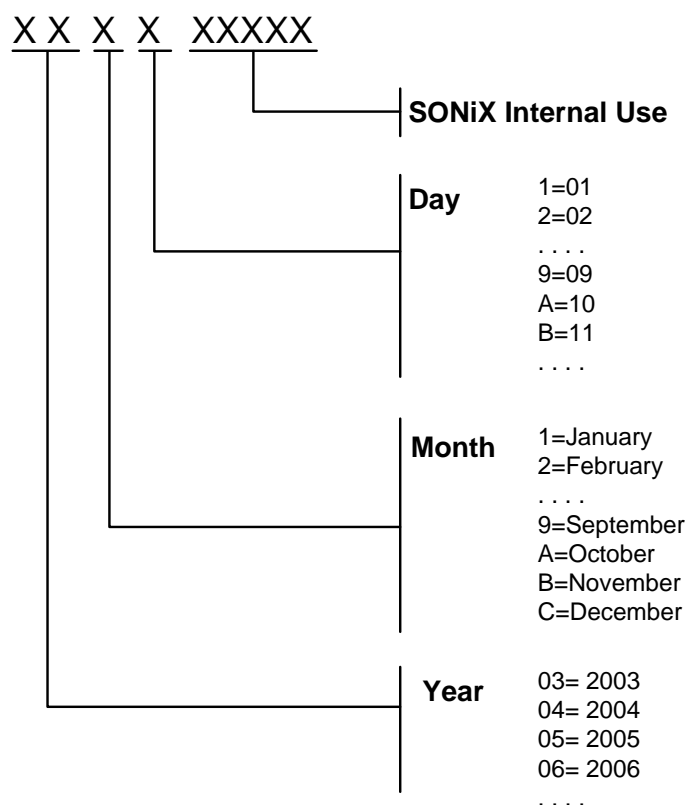 X X X X XXXXX
SONiX Internal Use
Day
1=01
2=02
. . . .
9=09
A=10
B=11
. . . .
Month
1=January
2=February
. . . .
9=September
A=October
B=November
C=December
Year
03= 2003
04= 2004
05= 2005
06= 2006
. . . .